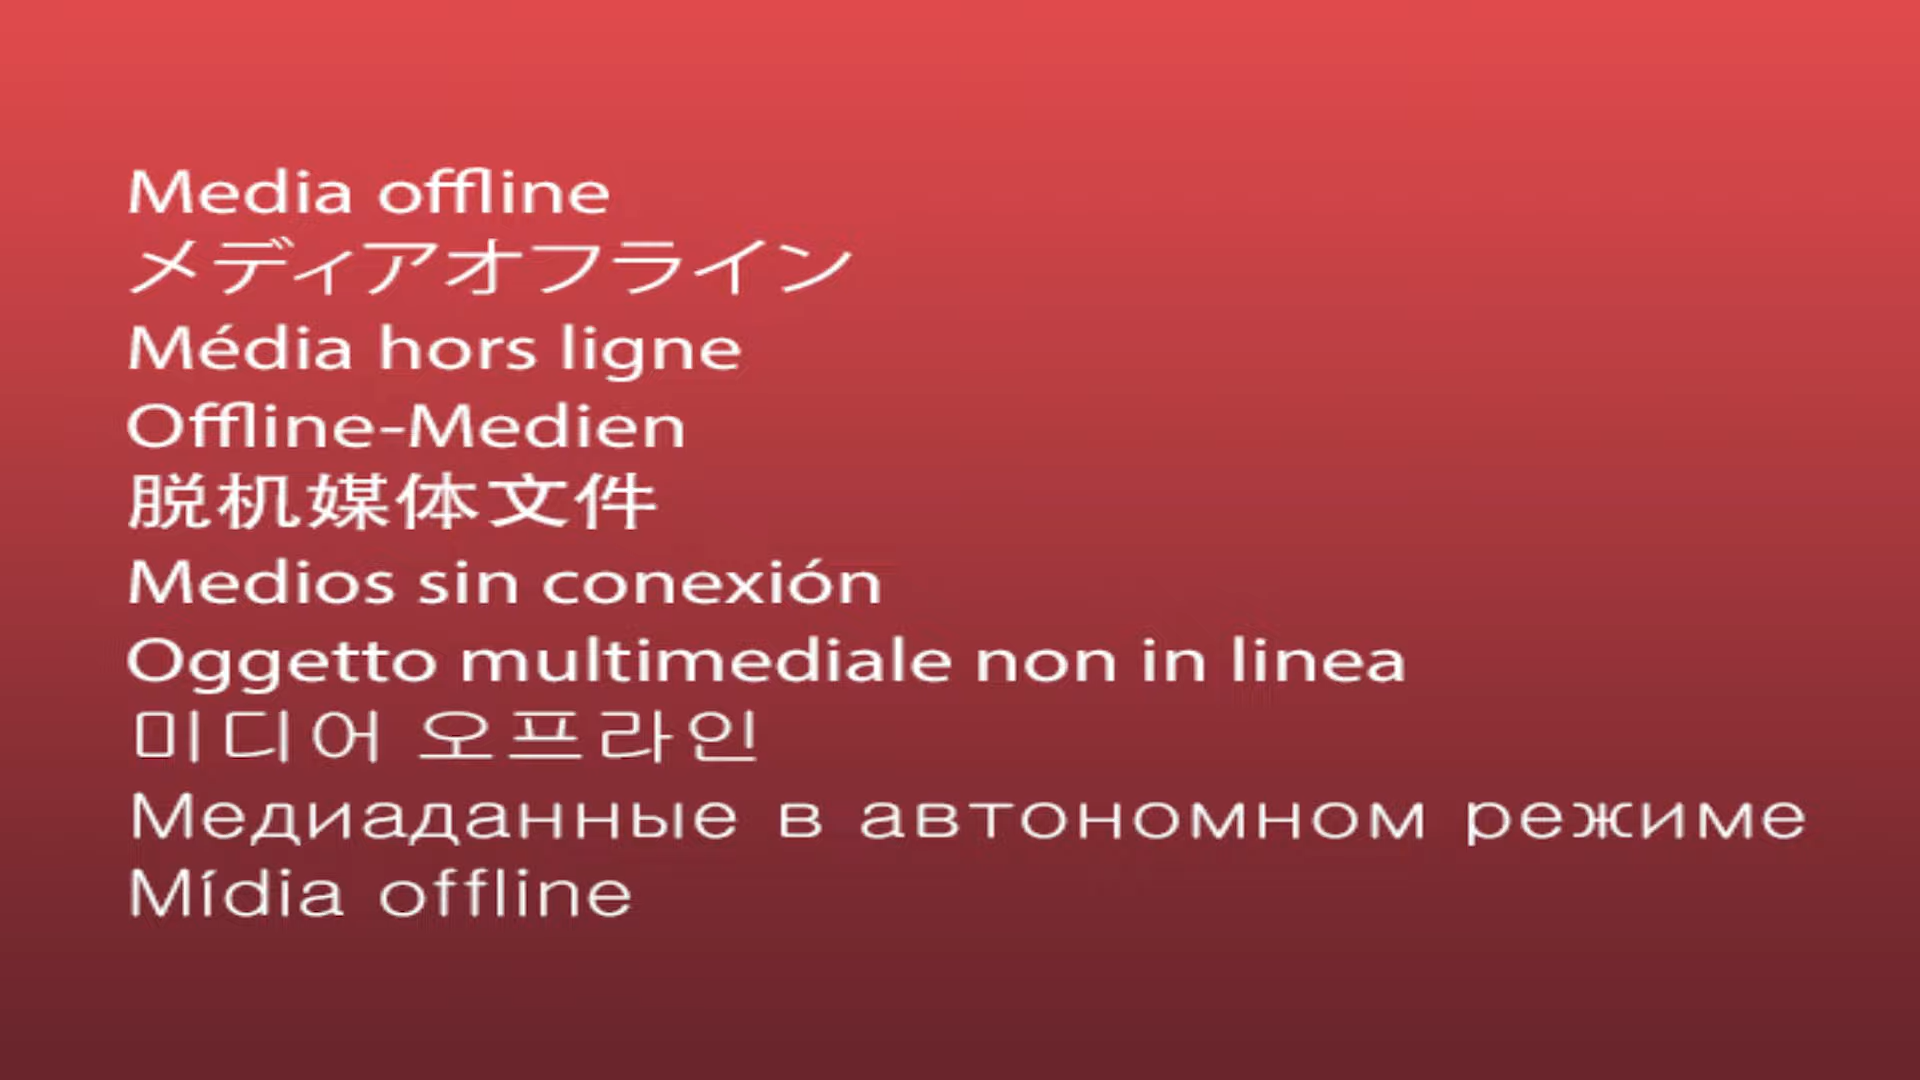 Media offline
メディアオフライン
Média hors ligne
Offline-Medien
脱机媒体文件
Medios sin conexión
Oggetto multimediale non in linea
미디어 오프라인
Медиаданные в автономном режиме
Mídia offline